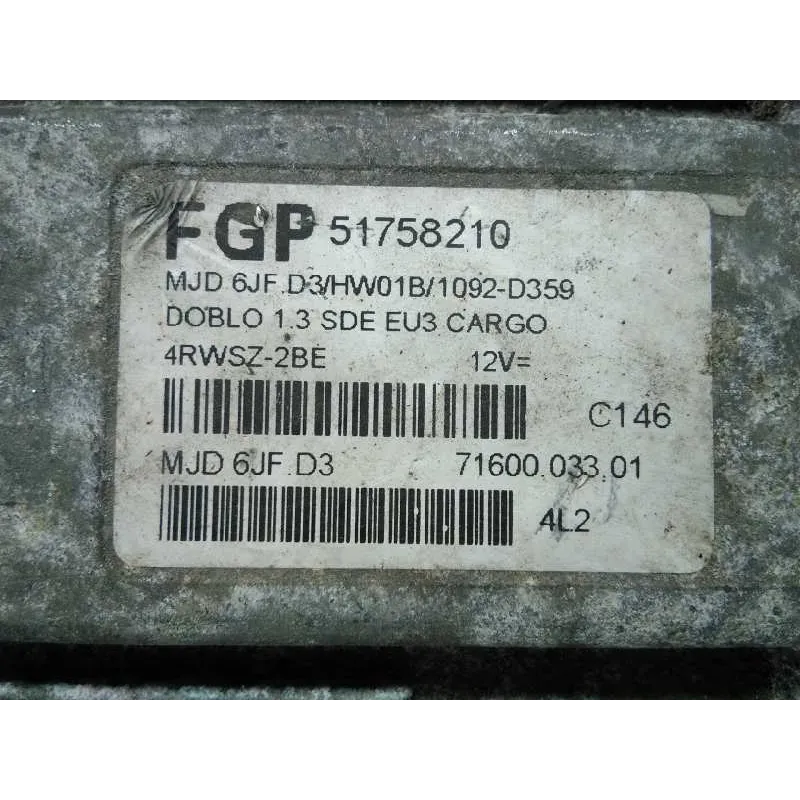 FGP 51758210
MJD 6JF.D3/HW01B/1092-D359
DOBLO 1.3 SDE EU3 CARGO
4RWSZ-2BE 12V=
C146
MJD 6JF.D3 71600.033.01
4L2